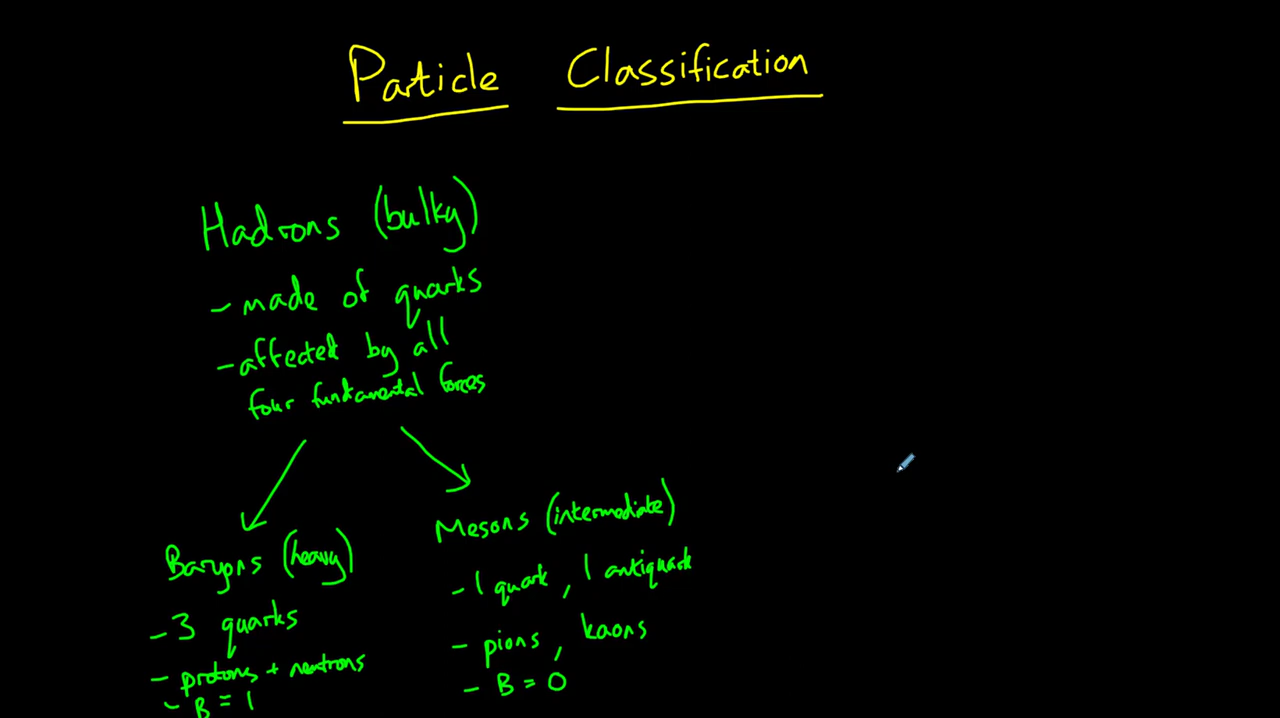 Particle Classification
Hadrons (bulky)
- made of quarks
- affected by all
four fundamental forces
Baryons (heavy)
- 3 quarks
- protons + neutrons
- B = 1
Mesons (intermediate)
- 1 quark, 1 antiquark
- pions, kaons
- B = 0